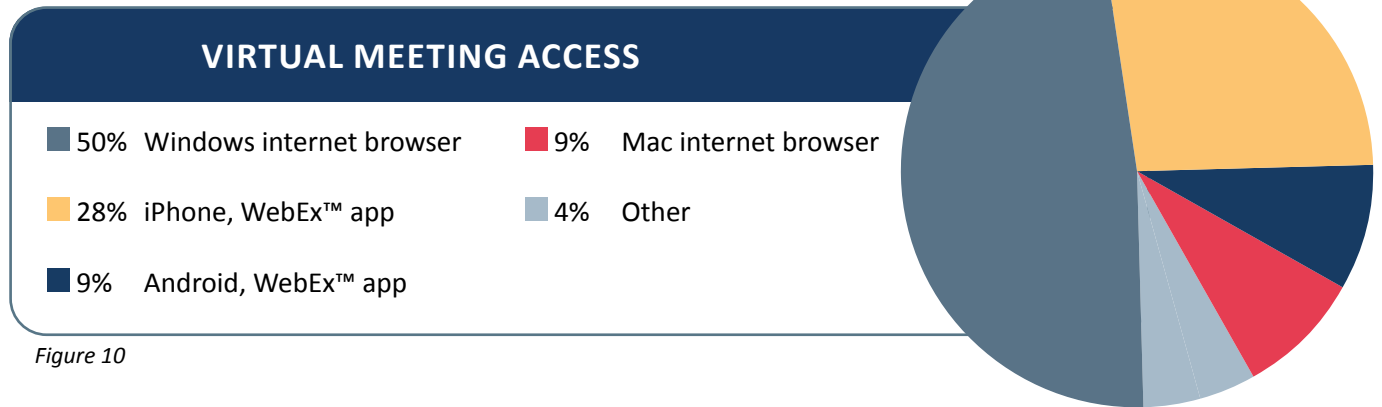 VIRTUAL MEETING ACCESS
50% Windows internet browser
28% iPhone, WebEx™ app
9% Android, WebEx™ app
9% Mac internet browser
4% Other
Figure 10